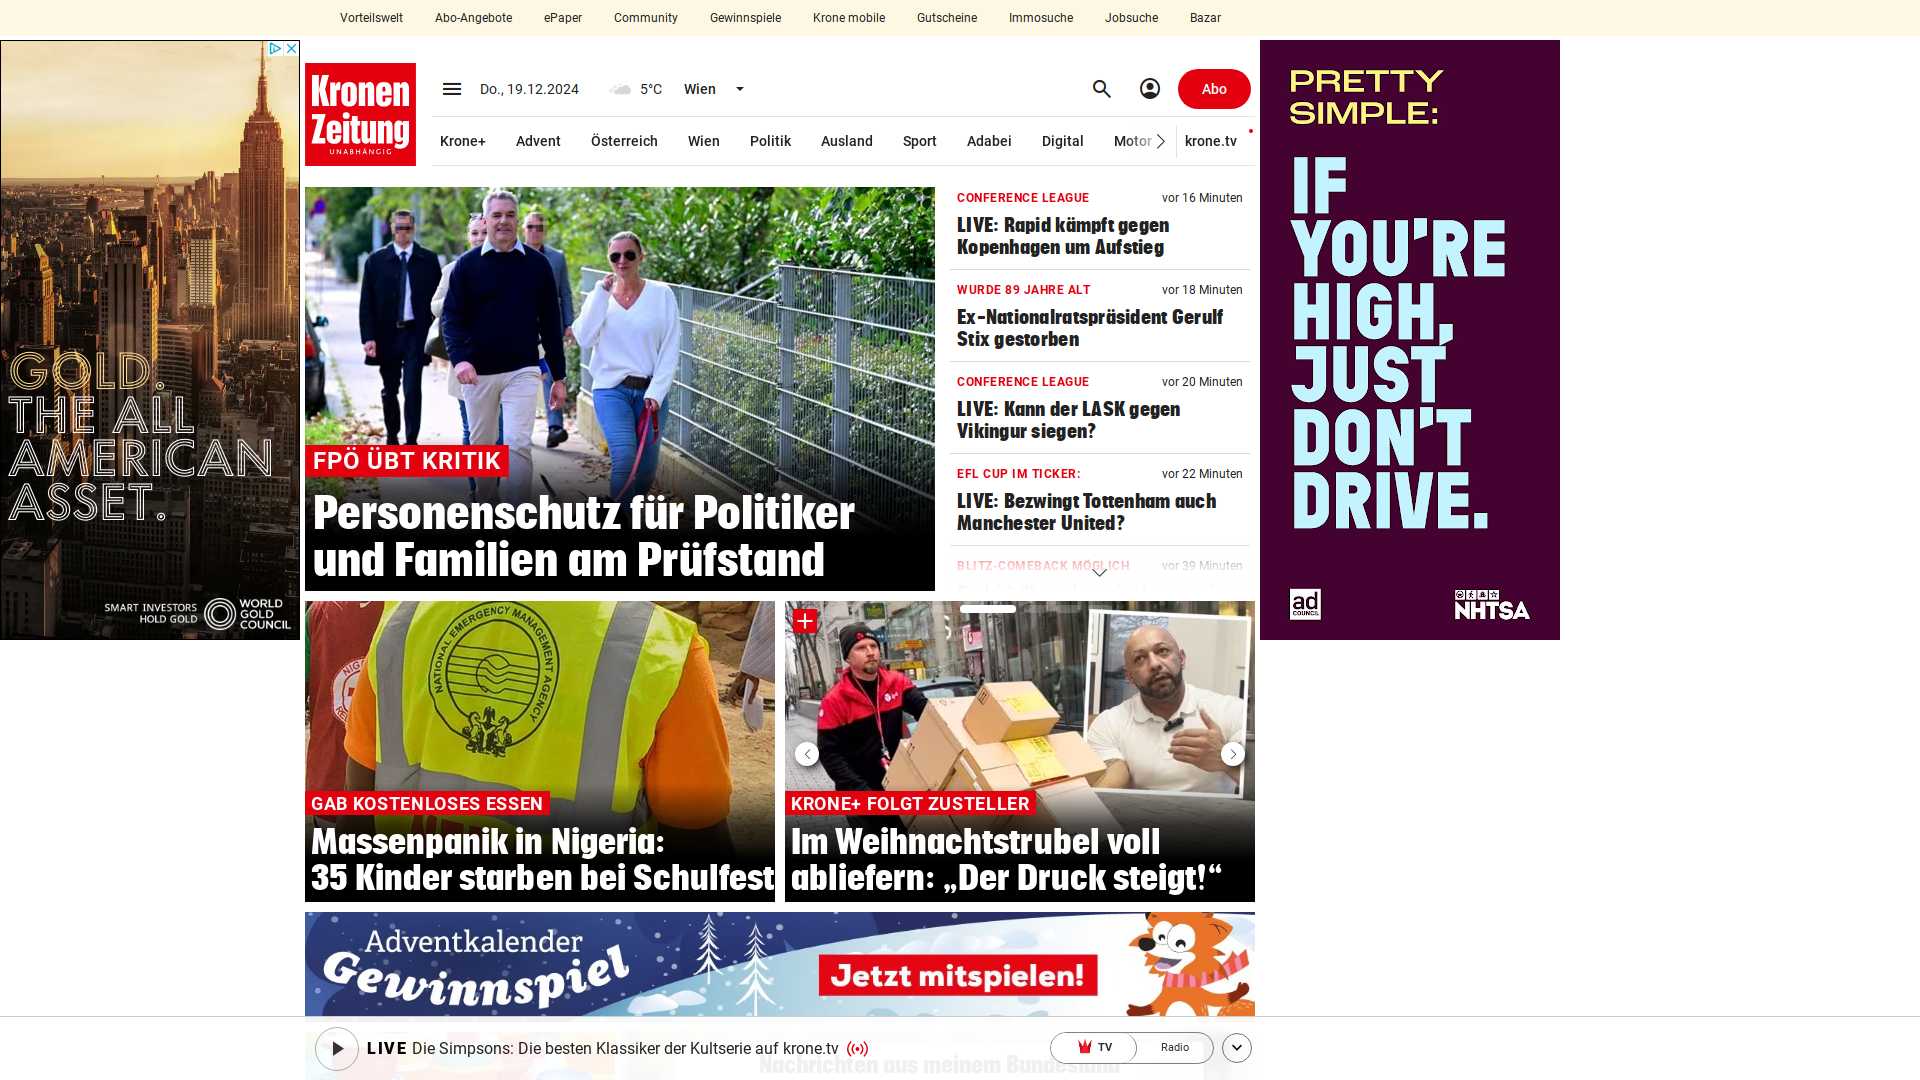 Vorteilswelt
Abo-Angebote
ePaper
Community
Gewinnspiele
Krone mobile
Gutscheine
Immosuche
Jobsuche
Bazar
Kronen
Zeitung
UNABHÄNGIG
Do., 19.12.2024
5°C
Wien
Abo
Krone+
Advent
Österreich
Wien
Politik
Ausland
Sport
Adabei
Digital
Motor
krone.tv
GOLD.
THE ALL
AMERICAN
ASSET.
SMART INVESTORS
HOLD GOLD
WORLD
GOLD
COUNCIL
FPÖ ÜBT KRITIK
Personenschutz für Politiker
und Familien am Prüfstand
CONFERENCE LEAGUE
vor 16 Minuten
LIVE: Rapid kämpft gegen
Kopenhagen um Aufstieg
WURDE 89 JAHRE ALT
vor 18 Minuten
Ex-Nationalratspräsident Gerulf
Stix gestorben
CONFERENCE LEAGUE
vor 20 Minuten
LIVE: Kann der LASK gegen
Vikingur siegen?
EFL CUP IM TICKER:
vor 22 Minuten
LIVE: Bezwingt Tottenham auch
Manchester United?
BLITZ-COMEBACK MÖGLICH
vor 39 Minuten
PRETTY
SIMPLE:
IF
YOU'RE
HIGH,
JUST
DON'T
DRIVE.
ad
COUNCIL
NHTSA
NATIONAL EMERGENCY MANAGEMENT
AGENCY
GAB KOSTENLOSES ESSEN
Massenpanik in Nigeria:
35 Kinder starben bei Schulfest
KRONE+ FOLGT ZUSTELLER
Im Weihnachtstrubel voll
abliefern: „Der Druck steigt!“
Adventkalender
Gewinnspiel
Jetzt mitspielen!
LIVE Die Simpsons: Die besten Klassiker der Kultserie auf krone.tv
TV
Radio
Nachrichten aus meinem Bundesland